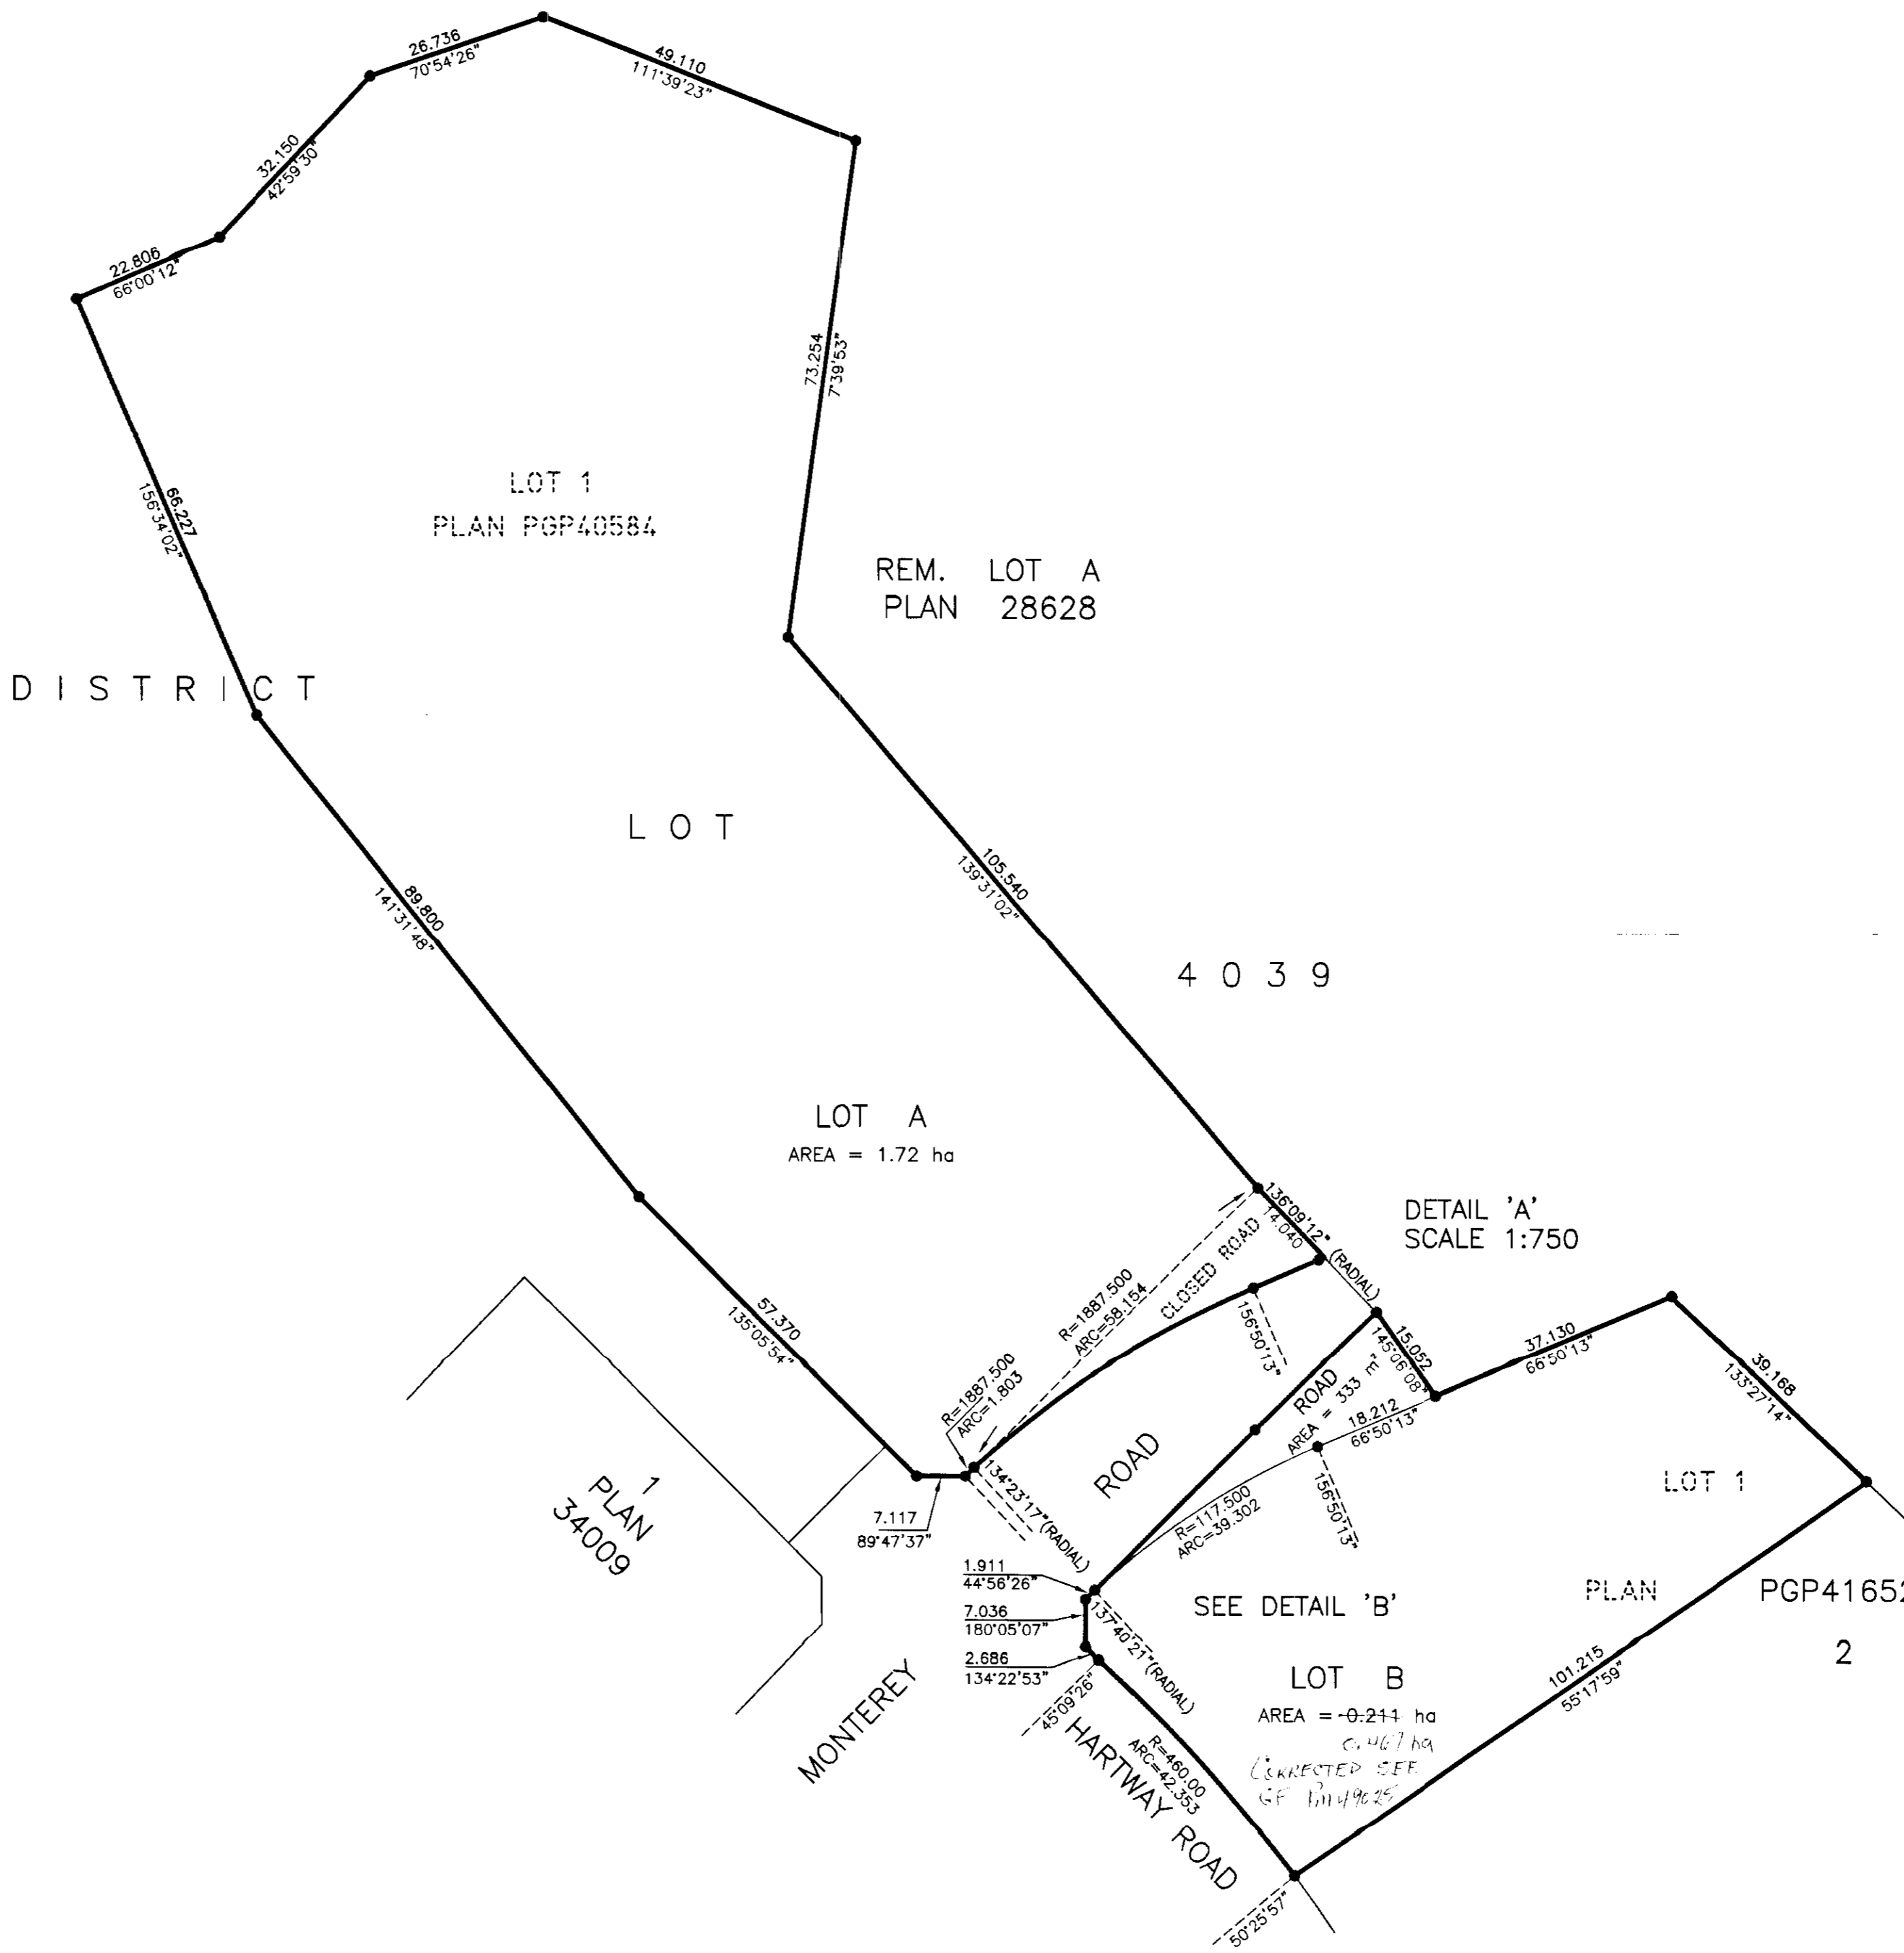 26.736
70°54'26"
49.110
111°39'23"
32.150
42°59'30"
22.806
66°00'12"
73.254
7°39'53"
66.227
156°34'02"
LOT 1
PLAN PGP40584
REM. LOT A
PLAN 28628
DISTRICT
LOT
89.800
141°31'48"
105.540
139°31'02"
4039
LOT A
AREA = 1.72 ha
136°09'12" (RADIAL)
14.040
DETAIL 'A'
SCALE 1:750
CLOSED ROAD
R=1887.500
ARC=58.154
57.370
135°05'54"
156°50'13"
15.052
145°06'08"
37.130
66°50'13"
39.168
133°27'14"
R=1887.500
ARC=1.803
ROAD
AREA = 333 m²
18.212
66°50'13"
ROAD
134°23'17" (RADIAL)
LOT 1
1
PLAN
34009
7.117
89°47'37"
R=117.500
ARC=39.302
156°50'13"
1.911
44°56'26"
7.036
180°05'07"
2.686
134°22'53"
137°40'21" (RADIAL)
SEE DETAIL 'B'
PLAN PGP41652
2
101.215
55°17'59"
45°09'26"
MONTEREY
LOT B
AREA = 0.211 ha
0.467 ha
CORRECTED SEE
R=460.00
ARC=42.353
HARTWAY ROAD
50°25'57"